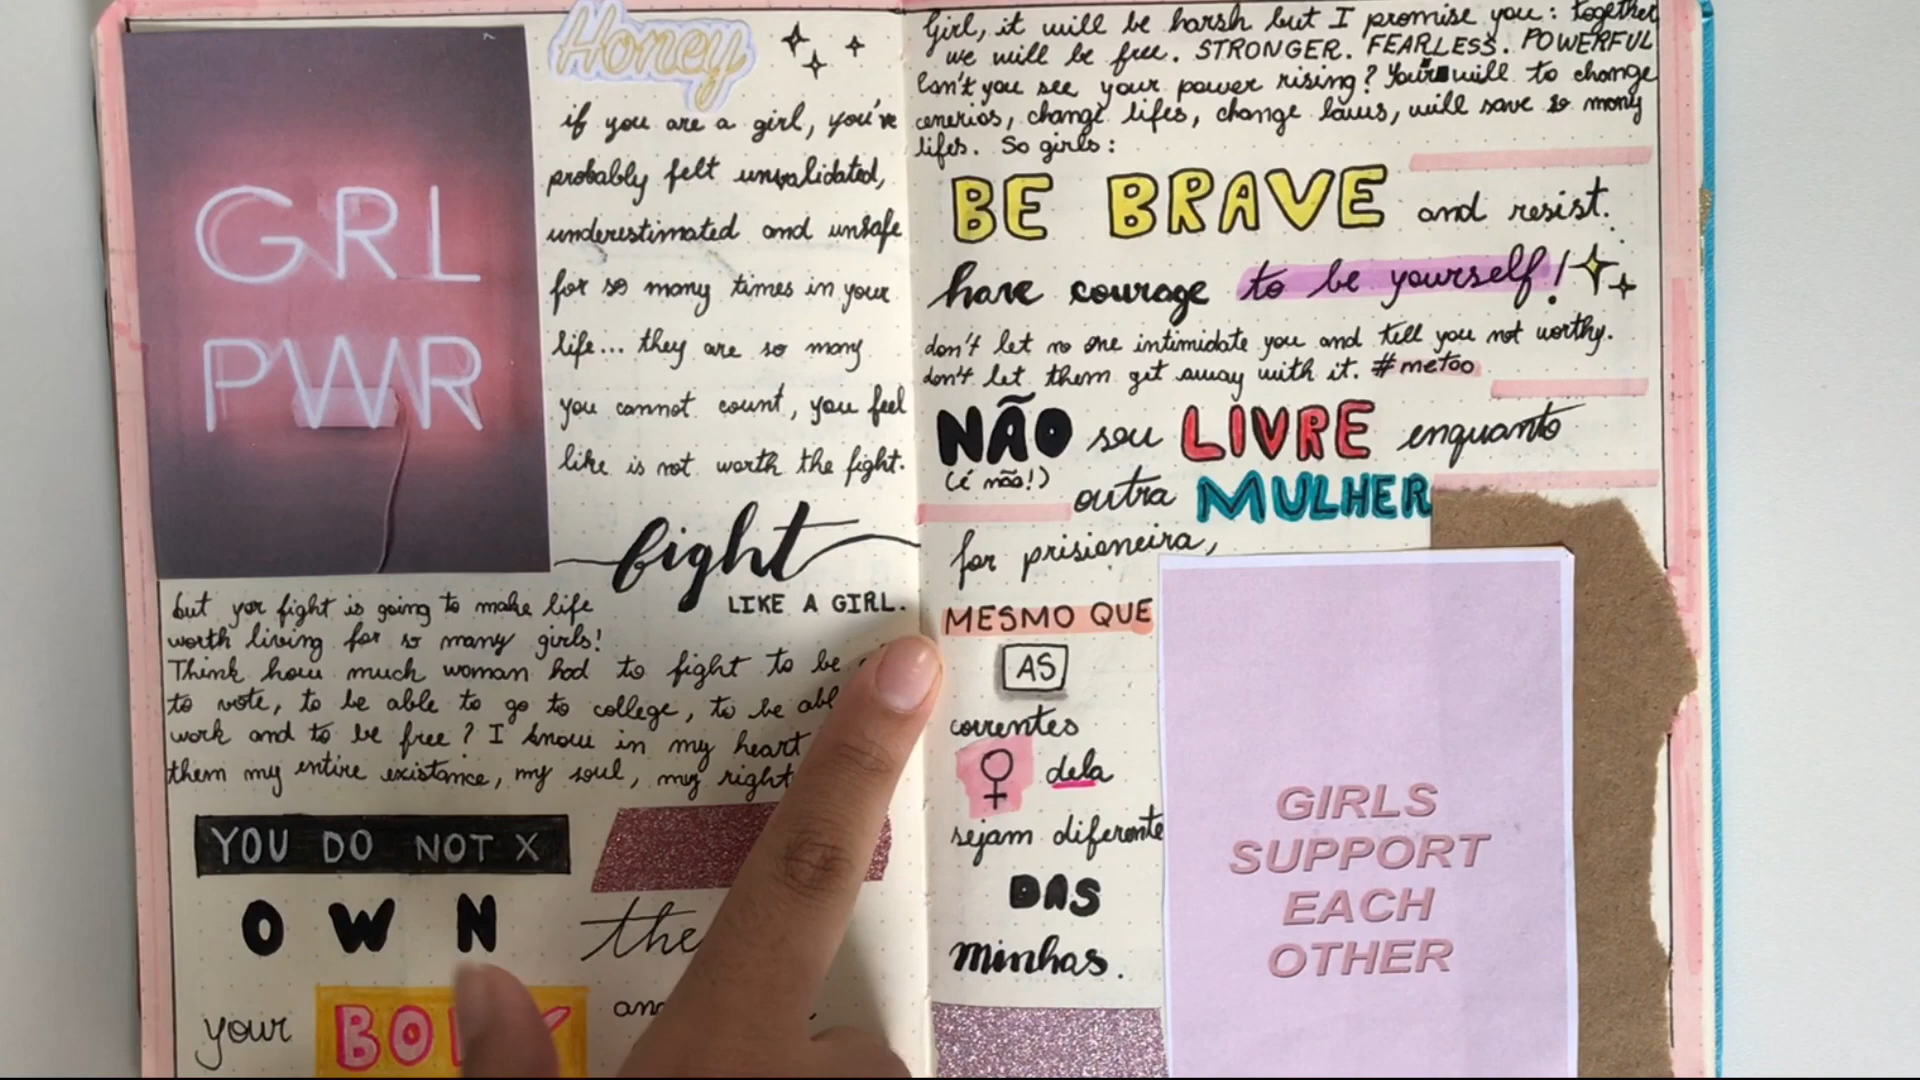 GRL
PWR
Honey
if you are a girl, you've
probably felt unvalidated,
underestimated and unsafe
for so many times in your
life... they are so many
you cannot count, you feel
like is not worth the fight.
fight
LIKE A GIRL.
but yor fight is going to make life
worth living for so many girls!
Think how much woman had to fight to be
to vote, to be able to go to college, to be
work and to be free? I know in my heart
them my entire existance, my soul, my right
YOU DO NOT X
OWN the
your
Girl, it will be harsh but I promise you: together
we will be free. STRONGER. FEARLESS. POWERFUL
Can't you see your power rising? Your will to change
cenerios, change lifes, change laws, will save so many
lifes. So girls:
BE BRAVE and resist.
have courage to be yourself!
don't let no one intimidate you and tell you not worthy.
don't let them get away with it. #metoo
NÃO sou LIVRE enquanto
(é não!)
outra MULHER
for prisioneira,
MESMO QUE
AS
correntes
dela
sejam diferente
DAS
minhas.
GIRLS
SUPPORT
EACH
OTHER